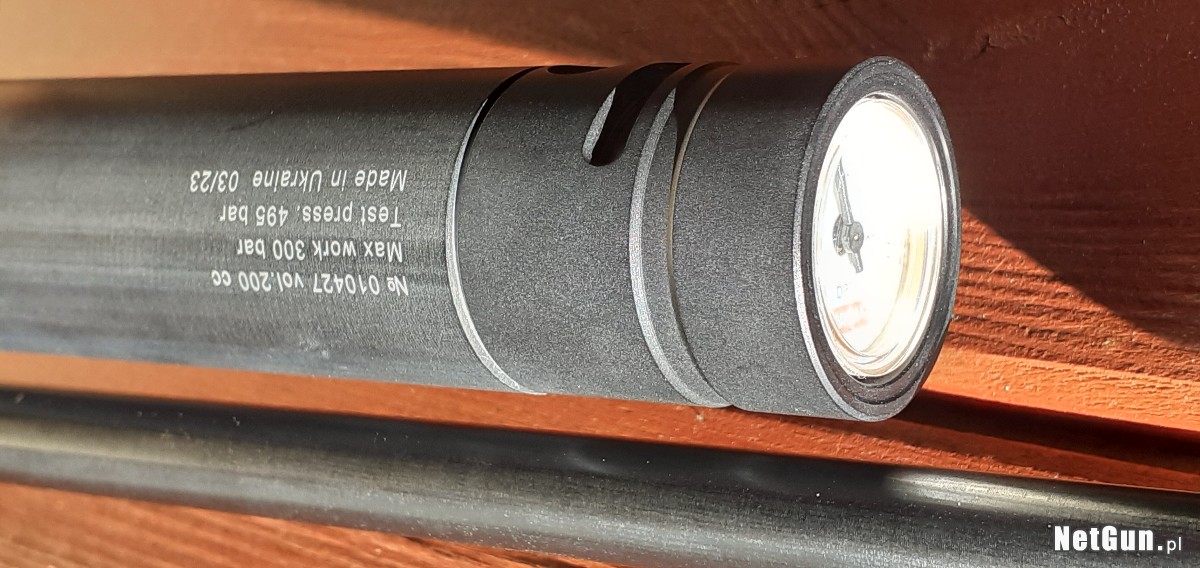 № 010427 vol.200 cc
Max work 300 bar
Test press. 495 bar
Made in Ukraine 03/23
NetGun.pl